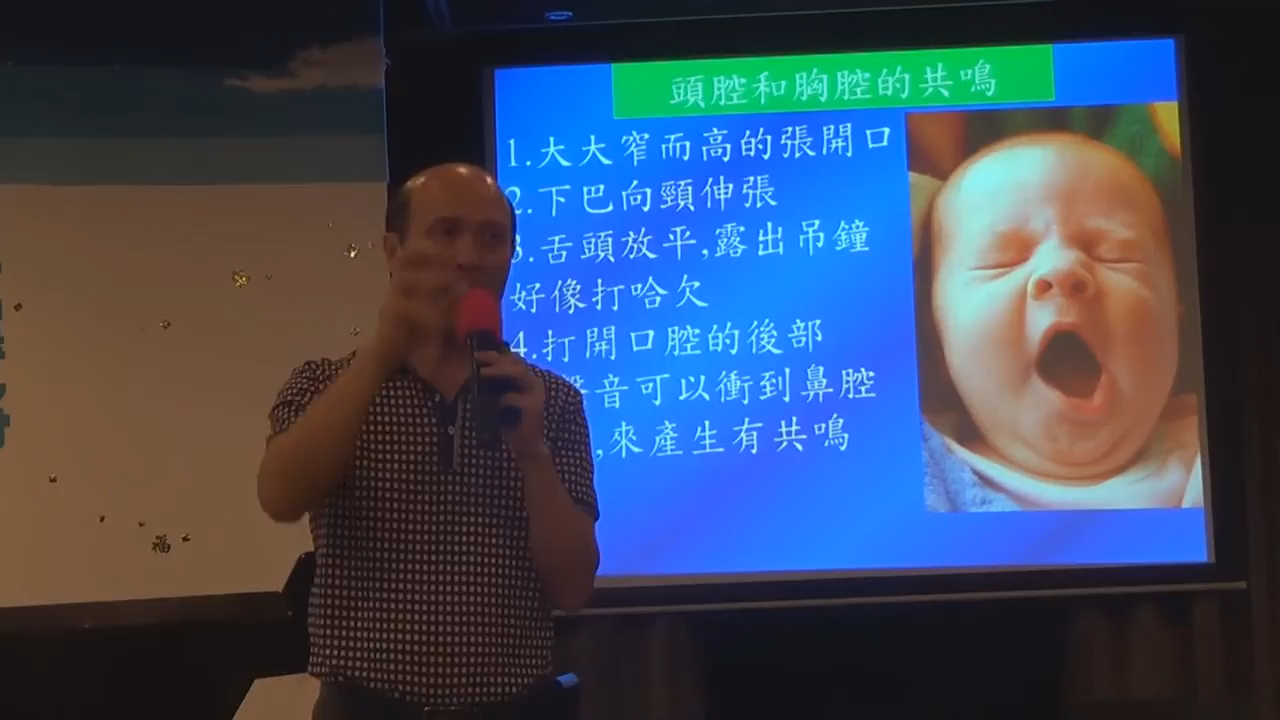 頭腔和胸腔的共鳴
1.大大窄而高的張開口
2.下巴向頸伸張
3.舌頭放平,露出吊鐘
好像打哈欠
4.打開口腔的後部
聲音可以衝到鼻腔
,來產生有共鳴
福